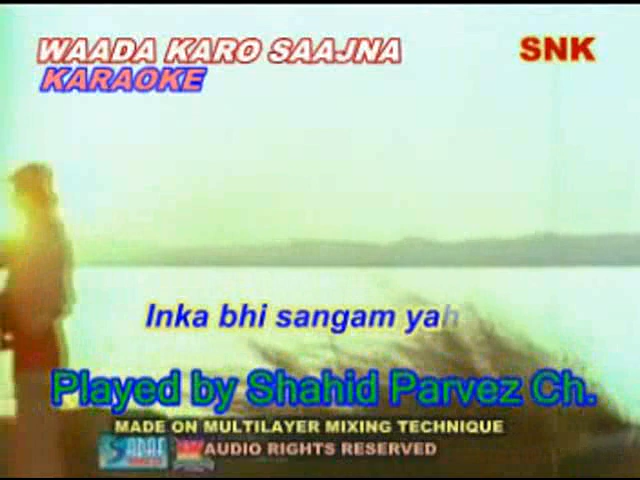 WAADA KARO SAAJNA
SNK
KARAOKE
Inka bhi sangam yah
Played by Shahid Parvez Ch.
MADE ON MULTILAYER MIXING TECHNIQUE
AUDIO RIGHTS RESERVED